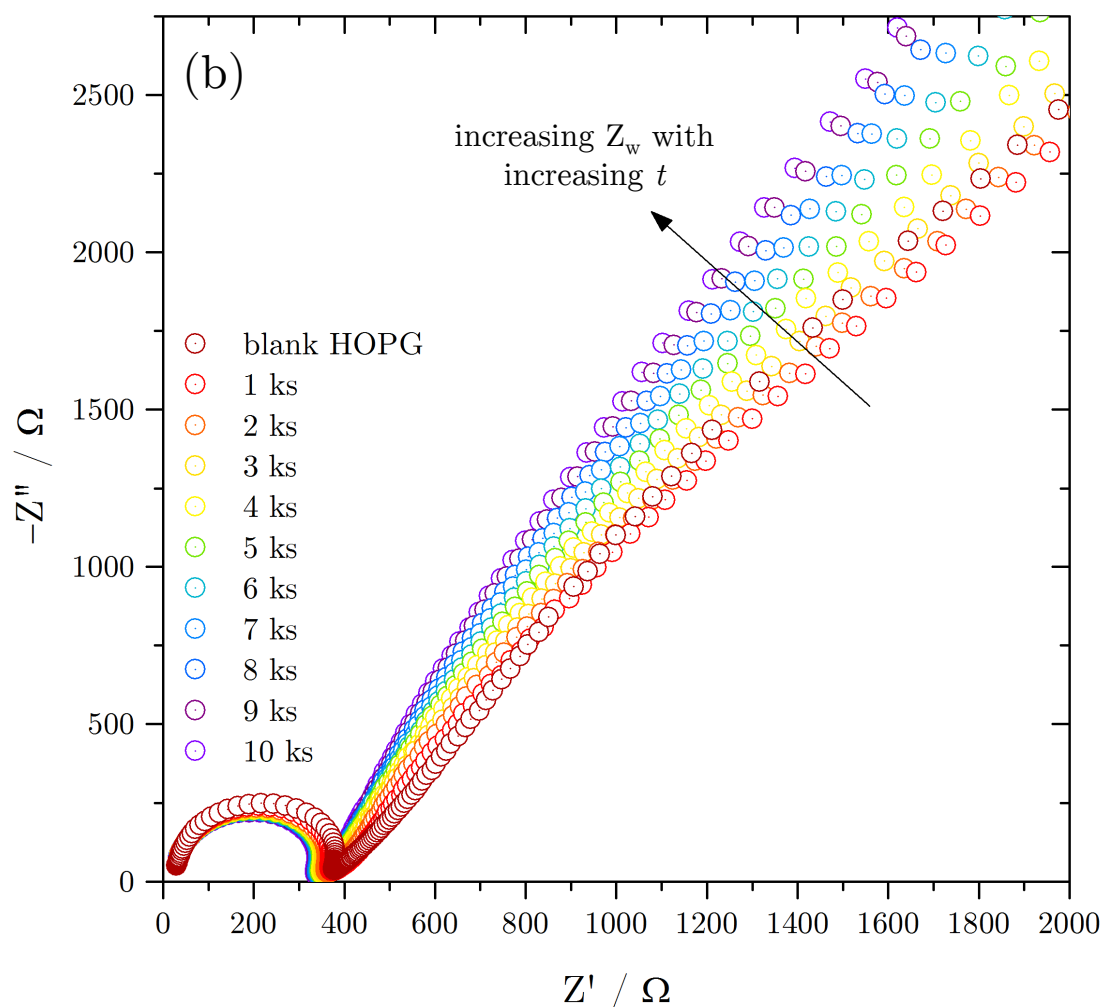 (b)
2500
2000
1500
1000
500
0
increasing Z_w with
increasing t
blank HOPG
1 ks
2 ks
3 ks
4 ks
5 ks
6 ks
7 ks
8 ks
9 ks
10 ks
−Z'' / Ω
0 200 400 600 800 1000 1200 1400 1600 1800 2000
Z' / Ω